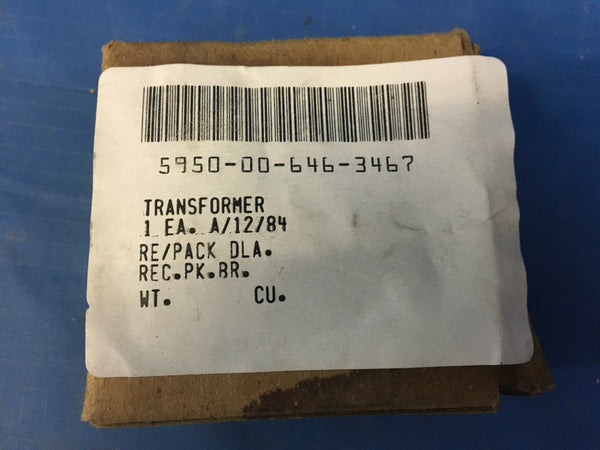 5950-00-646-3467
TRANSFORMER
1 EA. A/12/84
RE/PACK DLA.
REC.PK.BR.
WT. CU.